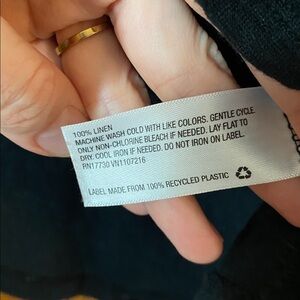 100% LINEN
MACHINE WASH COLD WITH LIKE COLORS. GENTLE CYCLE
ONLY NON-CHLORINE BLEACH IF NEEDED. LAY FLAT TO
DRY. COOL IRON IF NEEDED. DO NOT IRON ON LABEL.
RN17730 VN1107216
LABEL MADE FROM 100% RECYCLED PLASTIC